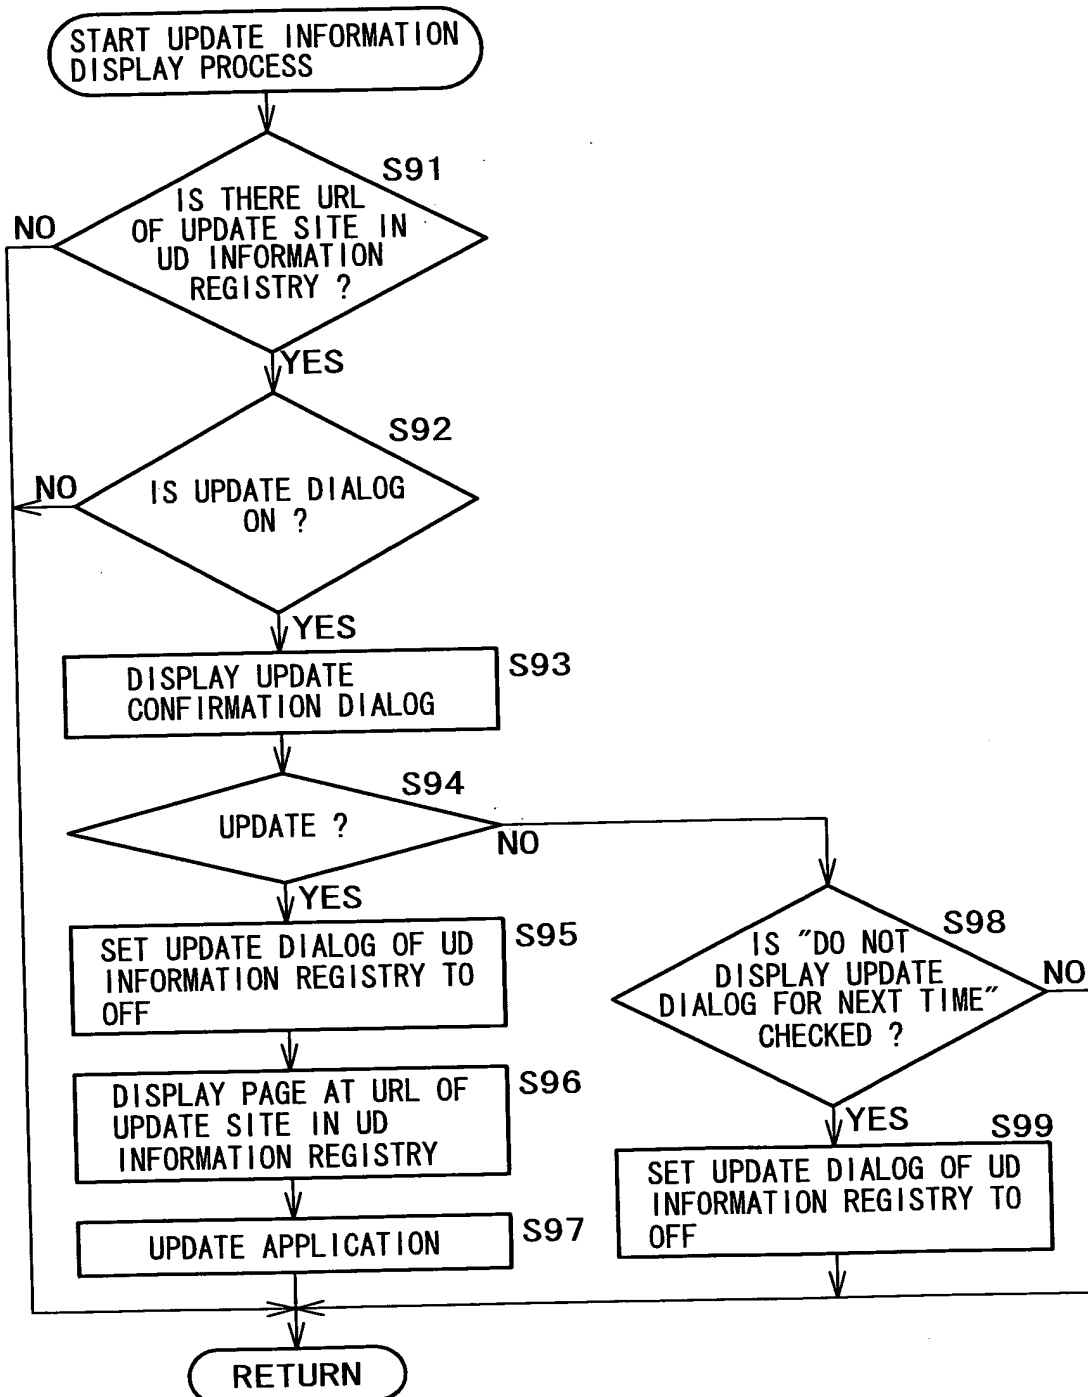 START UPDATE INFORMATION
DISPLAY PROCESS
S91
IS THERE URL
OF UPDATE SITE IN
UD INFORMATION
REGISTRY ?
NO
YES
S92
IS UPDATE DIALOG
ON ?
NO
YES
S93
DISPLAY UPDATE
CONFIRMATION DIALOG
S94
UPDATE ?
NO
YES
S95
SET UPDATE DIALOG OF UD
INFORMATION REGISTRY TO
OFF
S96
DISPLAY PAGE AT URL OF
UPDATE SITE IN UD
INFORMATION REGISTRY
S97
UPDATE APPLICATION
S98
IS "DO NOT
DISPLAY UPDATE
DIALOG FOR NEXT TIME"
CHECKED ?
NO
YES
S99
SET UPDATE DIALOG OF UD
INFORMATION REGISTRY TO
OFF
RETURN